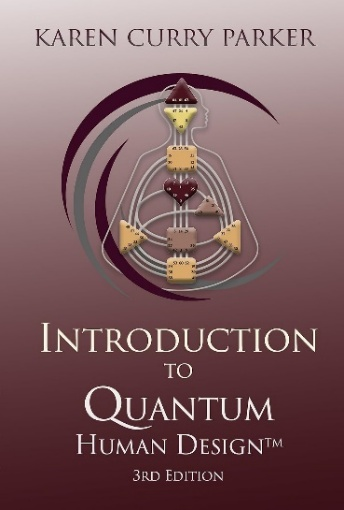 KAREN CURRY PARKER
INTRODUCTION
TO
QUANTUM
HUMAN DESIGN™
3RD EDITION